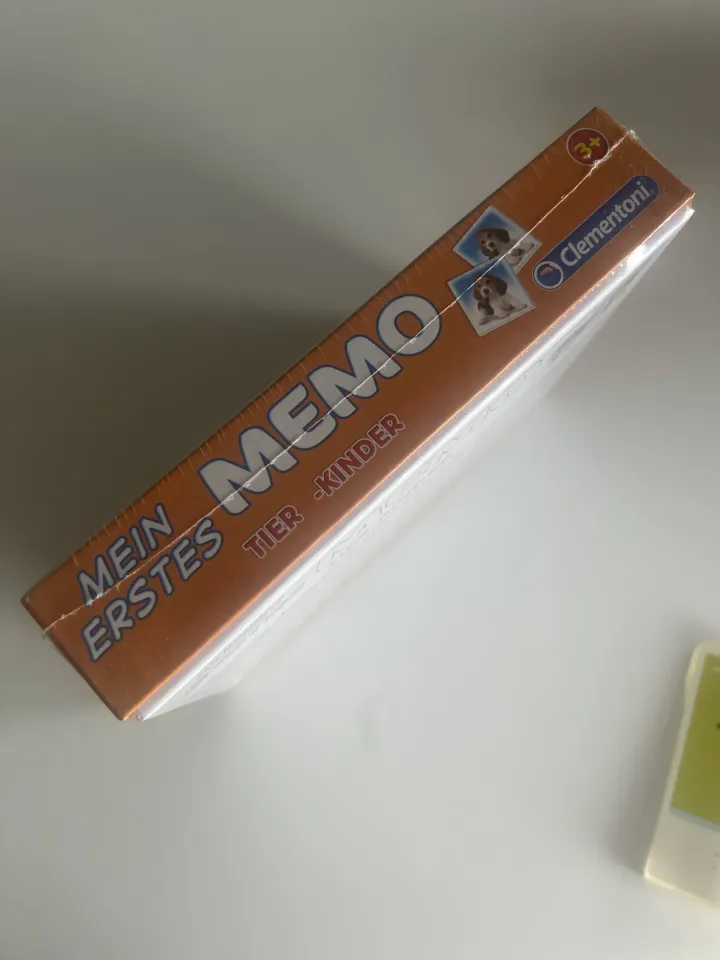 MEIN
ERSTES
MEMO
TIER -KINDER
Clementoni
3+